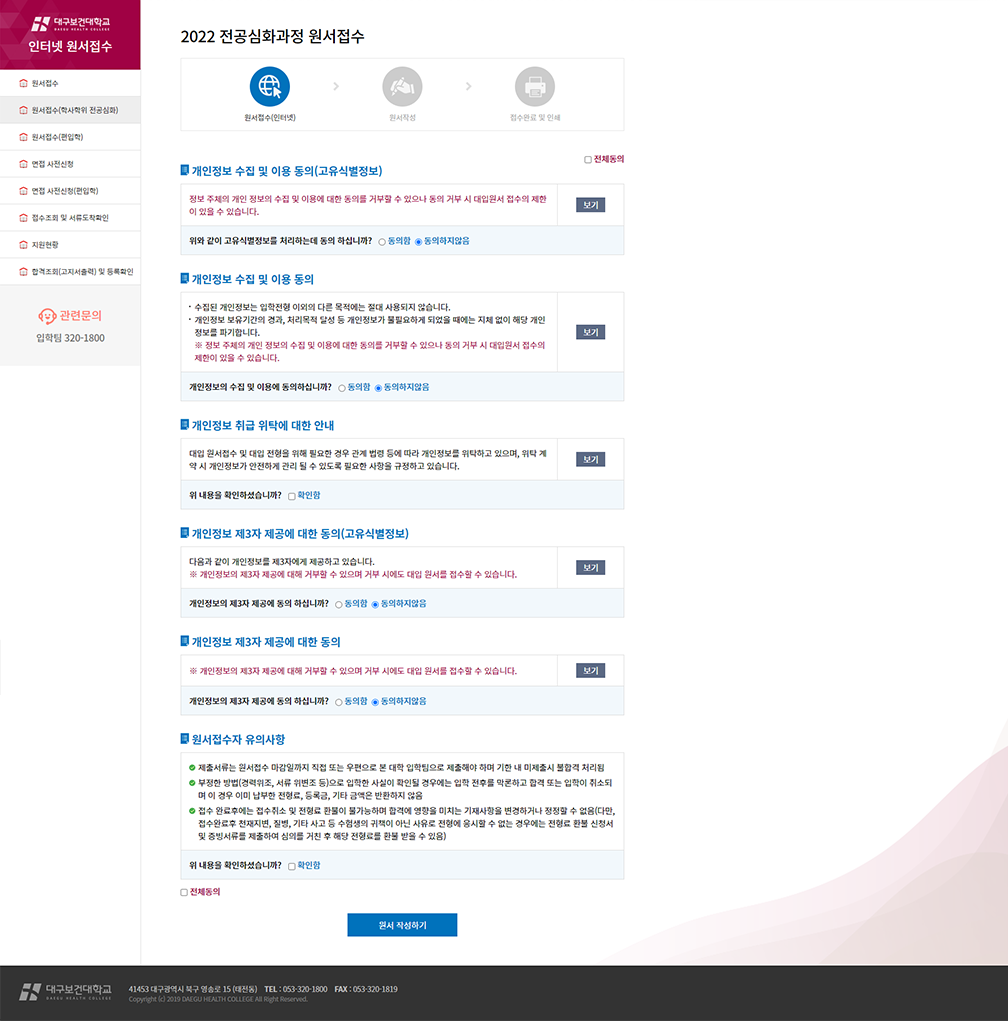 대구보건대학교
DAEGU HEALTH COLLEGE
인터넷 원서접수
원서접수
원서접수(학사학위 전공심화)
원서접수(편입학)
면접 사전신청
면접 사전신청(편입학)
접수조회 및 서류도착확인
지원현황
합격조회(고지서출력) 및 등록확인
관련문의
입학팀 320-1800
2022 전공심화과정 원서접수
원서접수(인터넷)
원서작성
접수완료 및 인쇄
전체동의
개인정보 수집 및 이용 동의(고유식별정보)
정보 주체의 개인 정보의 수집 및 이용에 대한 동의를 거부할 수 있으나 동의 거부 시 대입원서 접수의 제한
이 있을 수 있습니다.
보기
위와 같이 고유식별정보를 처리하는데 동의 하십니까? 동의함 동의하지않음
개인정보 수집 및 이용 동의
· 수집된 개인정보는 입학전형 이외의 다른 목적에는 절대 사용되지 않습니다.
· 개인정보 보유기간의 경과, 처리목적 달성 등 개인정보가 불필요하게 되었을 때에는 지체 없이 해당 개인
정보를 파기합니다.
※ 정보 주체의 개인 정보의 수집 및 이용에 대한 동의를 거부할 수 있으나 동의 거부 시 대입원서 접수의
제한이 있을 수 있습니다.
보기
개인정보의 수집 및 이용에 동의하십니까? 동의함 동의하지않음
개인정보 취급 위탁에 대한 안내
대입 원서접수 및 대입 전형을 위해 필요한 경우 관계 법령 등에 따라 개인정보를 위탁하고 있으며, 위탁 계
약 시 개인정보가 안전하게 관리 될 수 있도록 필요한 사항을 규정하고 있습니다.
보기
위 내용을 확인하셨습니까? 확인함
개인정보 제3자 제공에 대한 동의(고유식별정보)
다음과 같이 개인정보를 제3자에게 제공하고 있습니다.
※ 개인정보의 제3자 제공에 대해 거부할 수 있으며 거부 시에도 대입 원서를 접수할 수 있습니다.
보기
개인정보의 제3자 제공에 동의 하십니까? 동의함 동의하지않음
개인정보 제3자 제공에 대한 동의
※ 개인정보의 제3자 제공에 대해 거부할 수 있으며 거부 시에도 대입 원서를 접수할 수 있습니다.
보기
개인정보의 제3자 제공에 동의 하십니까? 동의함 동의하지않음
원서접수자 유의사항
제출서류는 원서접수 마감일까지 직접 또는 우편으로 본 대학 입학팀으로 제출해야 하며 기한 내 미제출시 불합격 처리됨
부정한 방법(경력위조, 서류 위변조 등)으로 입학한 사실이 확인될 경우에는 입학 전후를 막론하고 합격 또는 입학이 취소되
며 이 경우 이미 납부한 전형료, 등록금, 기타 금액은 반환하지 않음
접수 완료후에는 접수취소 및 전형료 환불이 불가능하며 합격에 영향을 미치는 기재사항을 변경하거나 정정할 수 없음(다만,
접수완료후 천재지변, 질병, 기타 사고 등 수험생의 귀책이 아닌 사유로 전형에 응시할 수 없는 경우에는 전형료 환불 신청서
및 증빙서류를 제출하여 심의를 거친 후 해당 전형료를 환불 받을 수 있음)
위 내용을 확인하셨습니까? 확인함
전체동의
원서 작성하기
대구보건대학교
DAEGU HEALTH COLLEGE
41453 대구광역시 북구 영송로 15 (태전동) TEL : 053-320-1800 FAX : 053-320-1819
Copyright (c) 2019 DAEGU HEALTH COLLEGE All Right Reserved.